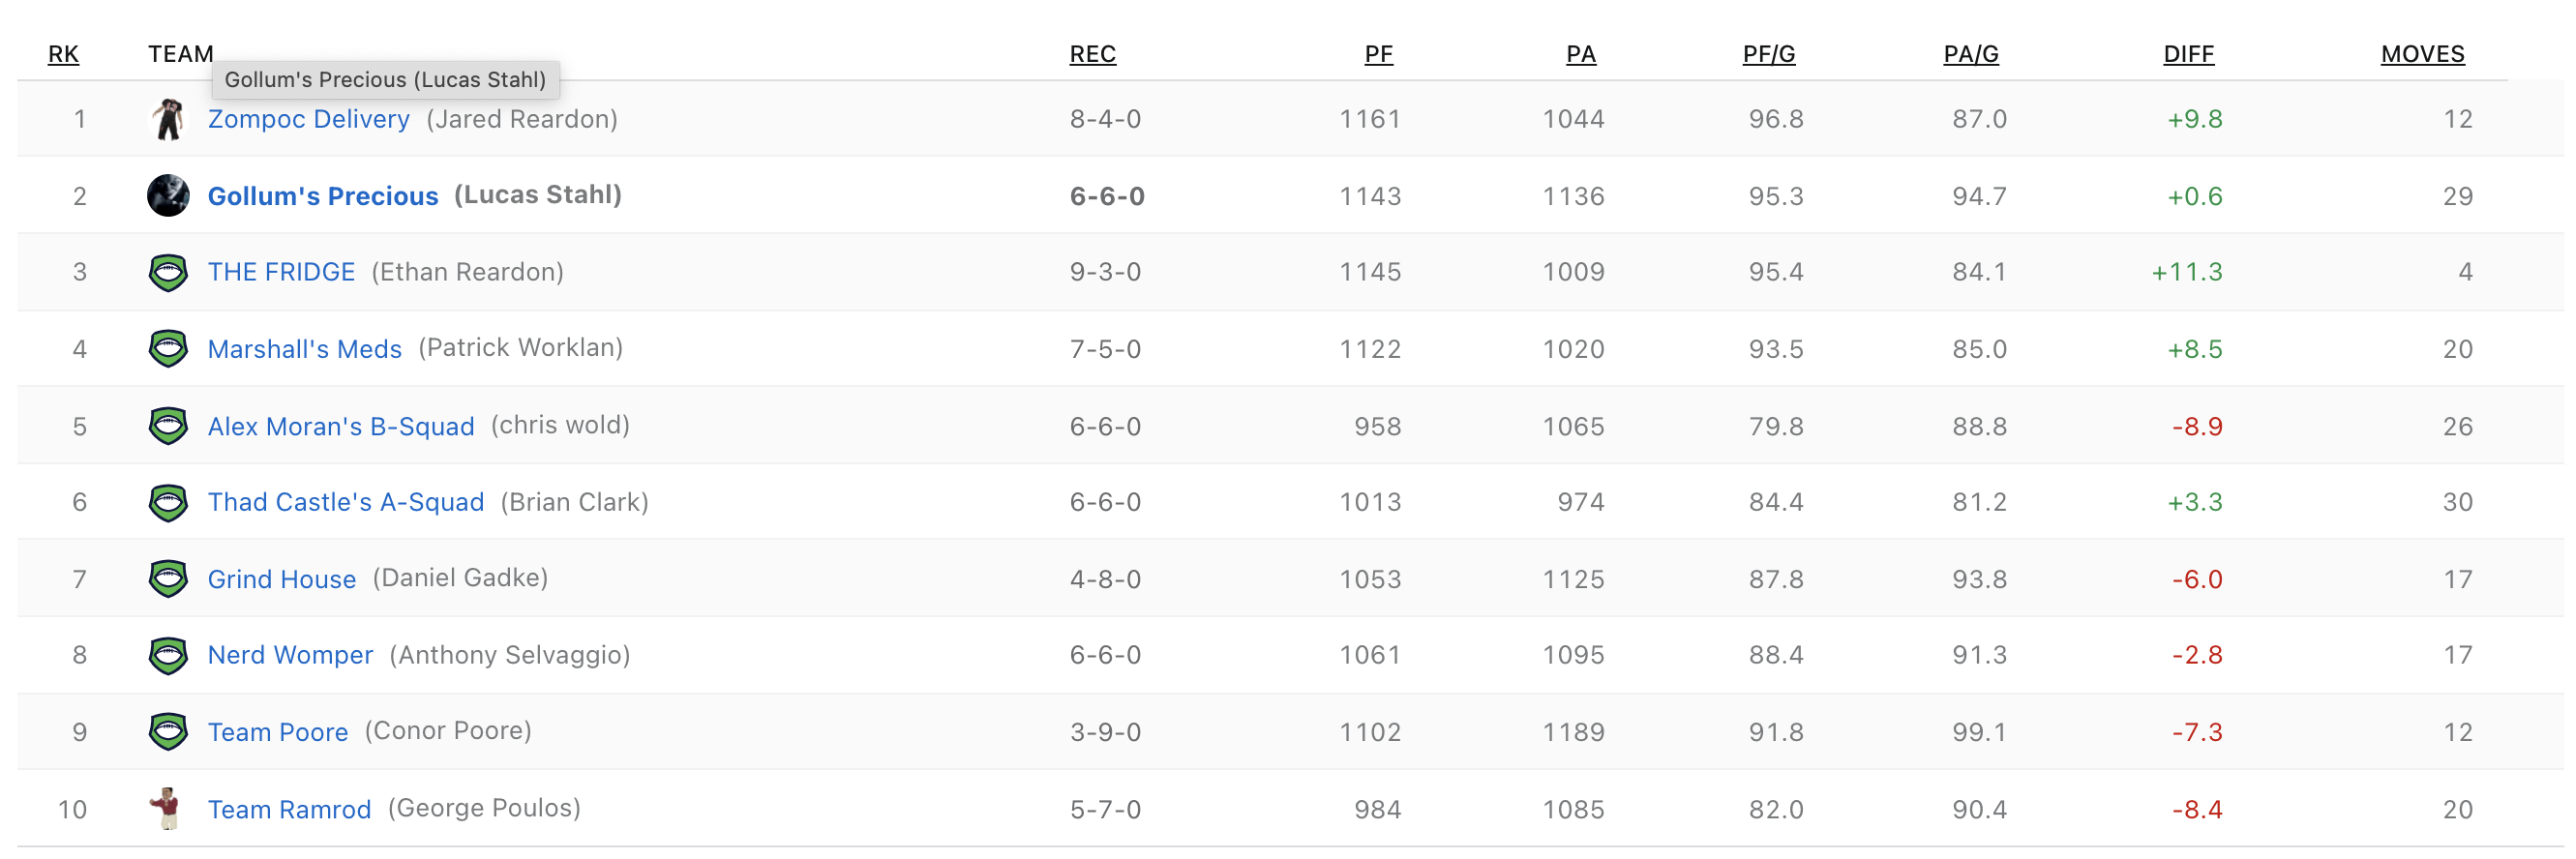 RK TEAM REC PF PA PF/G PA/G DIFF MOVES
Gollum's Precious (Lucas Stahl)
1 Zompoc Delivery (Jared Reardon) 8-4-0 1161 1044 96.8 87.0 +9.8 12
2 Gollum's Precious (Lucas Stahl) 6-6-0 1143 1136 95.3 94.7 +0.6 29
3 THE FRIDGE (Ethan Reardon) 9-3-0 1145 1009 95.4 84.1 +11.3 4
4 Marshall's Meds (Patrick Worklan) 7-5-0 1122 1020 93.5 85.0 +8.5 20
5 Alex Moran's B-Squad (chris wold) 6-6-0 958 1065 79.8 88.8 -8.9 26
6 Thad Castle's A-Squad (Brian Clark) 6-6-0 1013 974 84.4 81.2 +3.3 30
7 Grind House (Daniel Gadke) 4-8-0 1053 1125 87.8 93.8 -6.0 17
8 Nerd Womper (Anthony Selvaggio) 6-6-0 1061 1095 88.4 91.3 -2.8 17
9 Team Poore (Conor Poore) 3-9-0 1102 1189 91.8 99.1 -7.3 12
10 Team Ramrod (George Poulos) 5-7-0 984 1085 82.0 90.4 -8.4 20